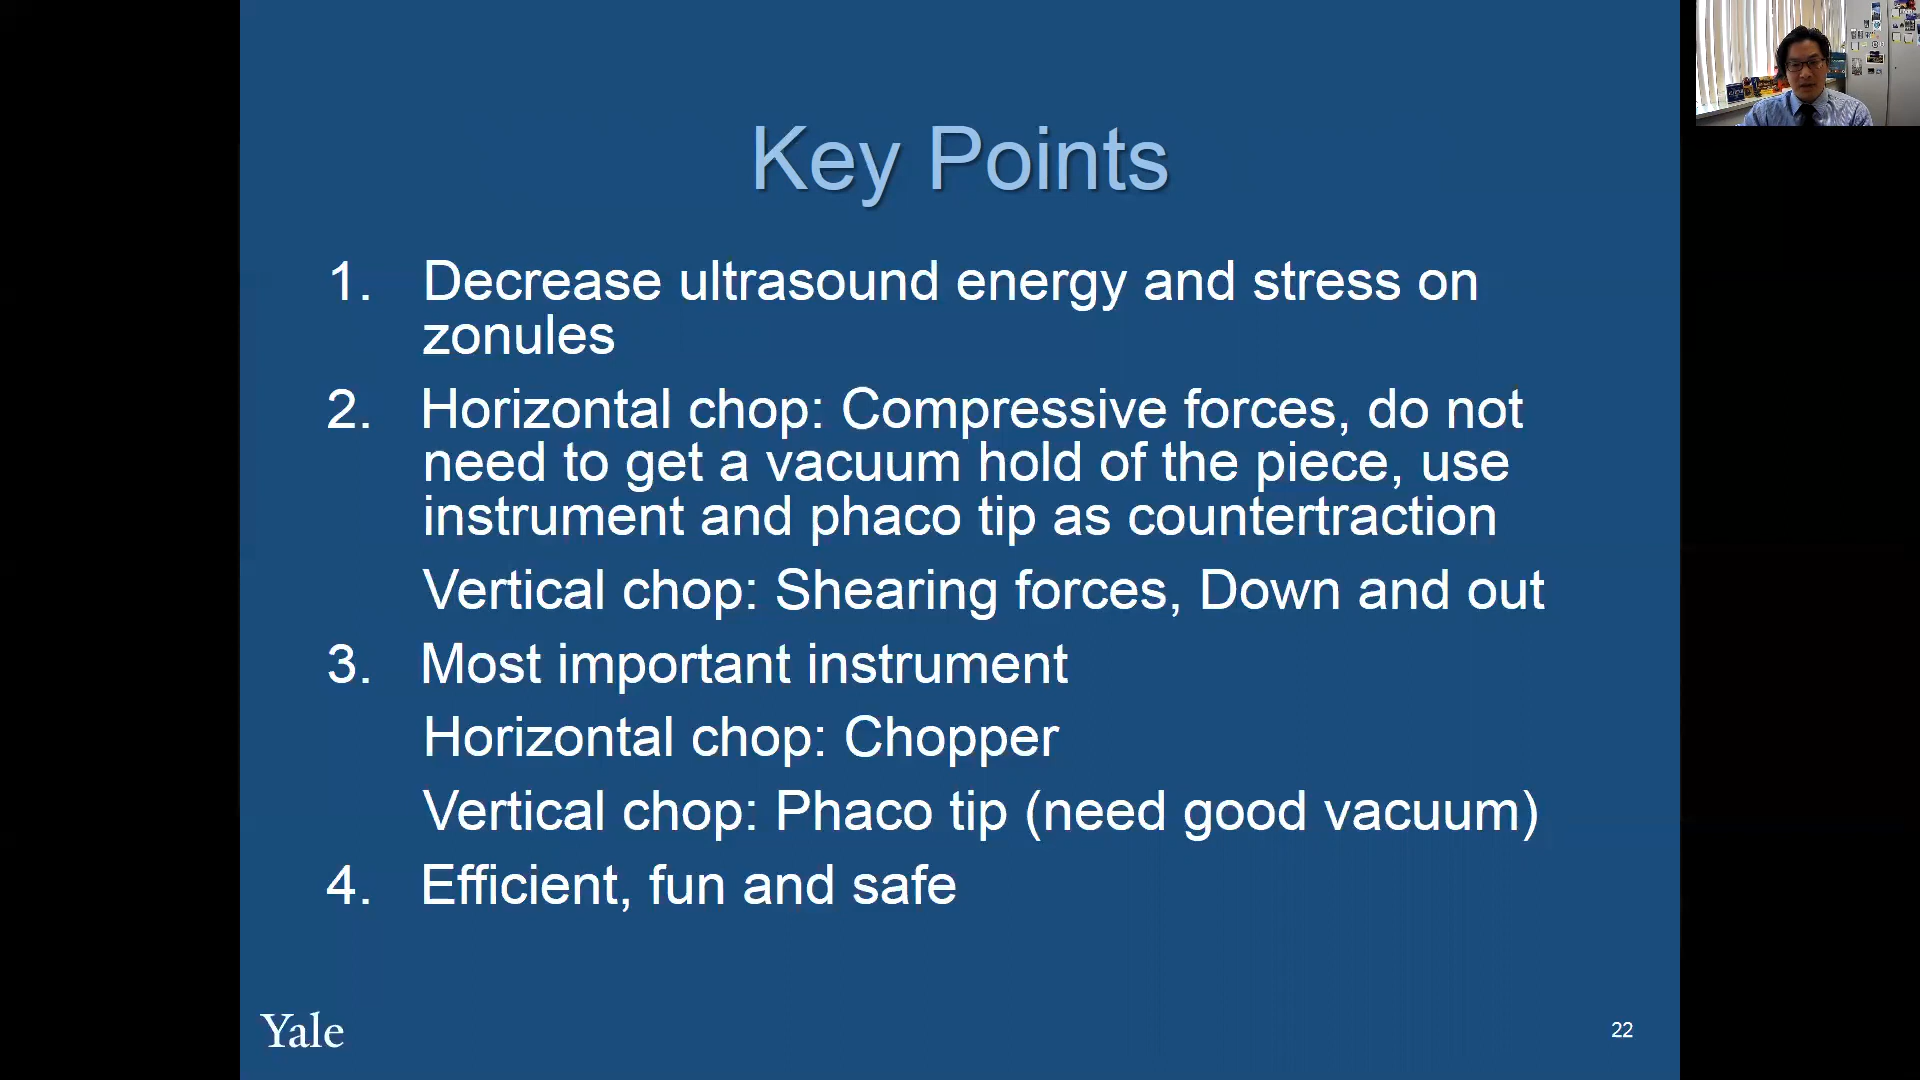 Key Points
1. Decrease ultrasound energy and stress on
zonules
2. Horizontal chop: Compressive forces, do not
need to get a vacuum hold of the piece, use
instrument and phaco tip as countertraction
Vertical chop: Shearing forces, Down and out
3. Most important instrument
Horizontal chop: Chopper
Vertical chop: Phaco tip (need good vacuum)
4. Efficient, fun and safe
Yale
22